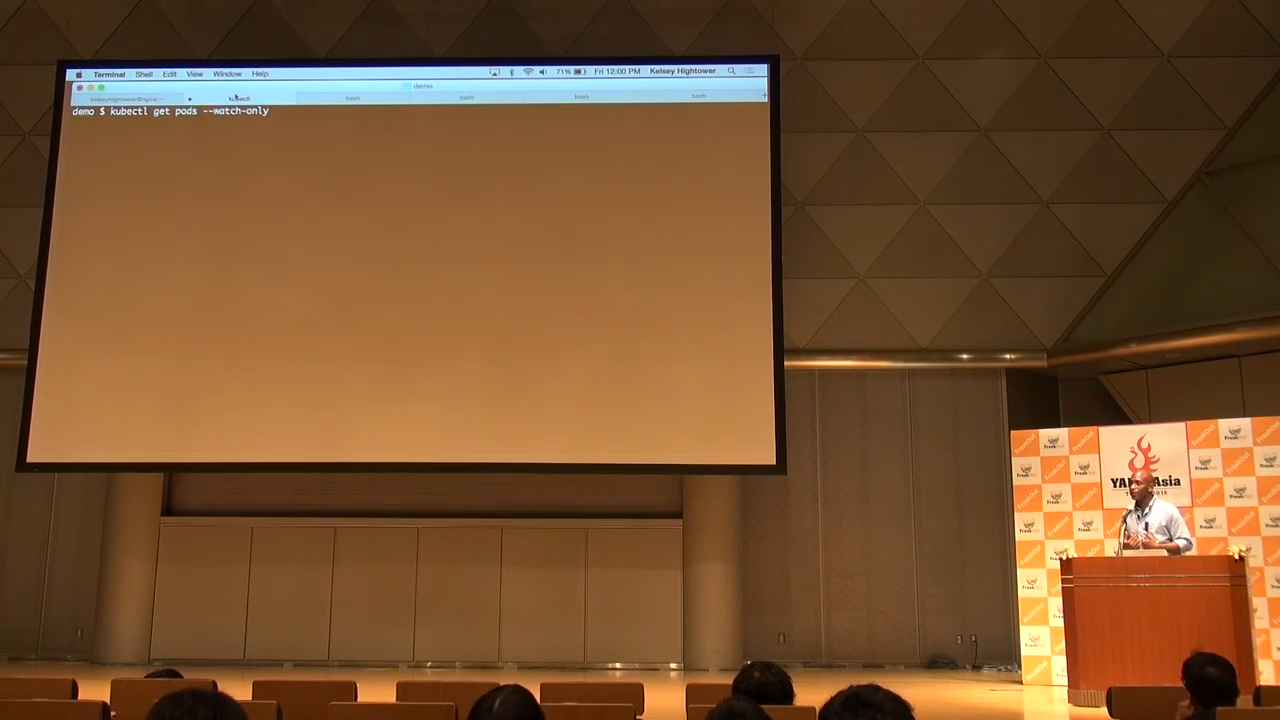 Terminal Shell Edit View Window Help 71% Fri 12:00 PM Kelsey Hightower
demo
kubectl bash bash bash bash
demo $ kubectl get pods --watch-only
Asia
FreakOut